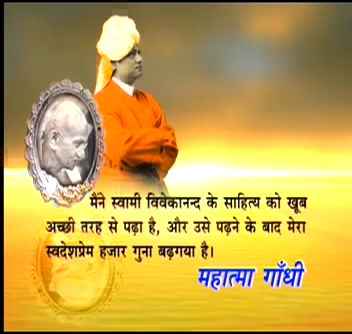 मैने स्वामी विवेकानन्द के साहित्य को खूब
अच्छी तरह से पढ़ा है, और उसे पढ़ने के बाद मेरा
स्वदेशप्रेम हजार गुना बढ़गया है।
महात्मा गाँधी